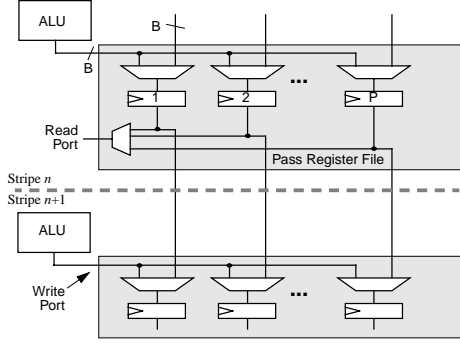 ALU
B
B
...
1
2
P
Read
Port
Pass Register File
Stripe n
Stripe n+1
ALU
...
Write
Port